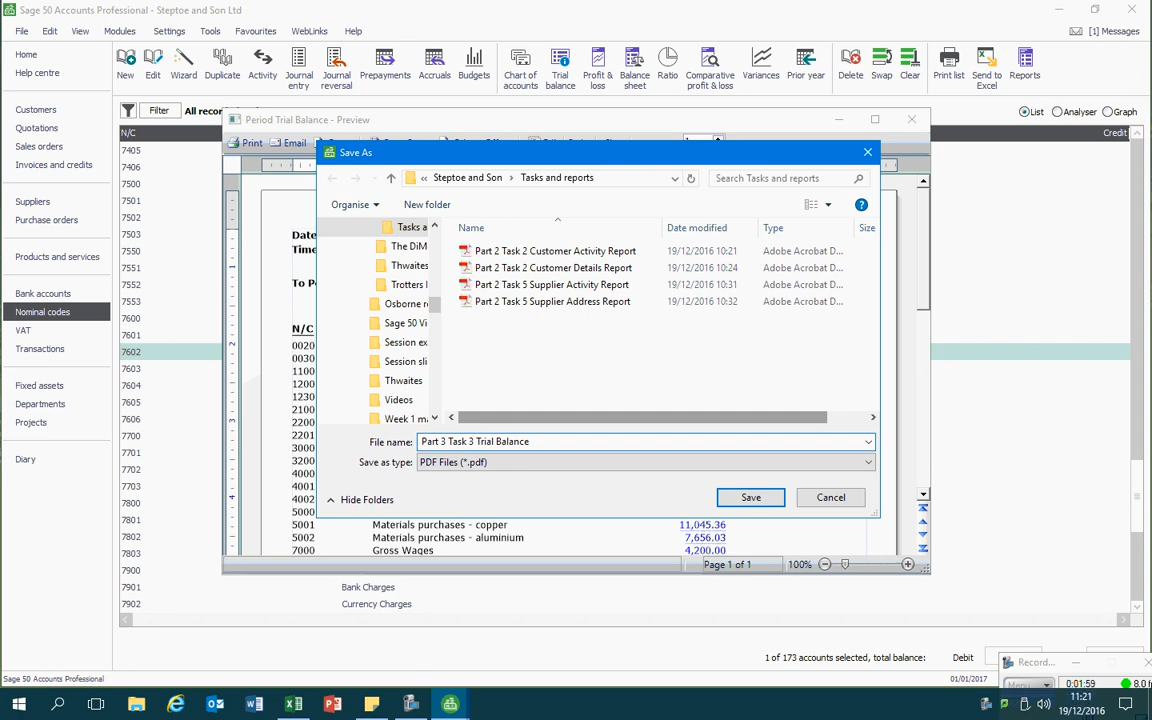 Sage 50 Accounts Professional - Steptoe and Son Ltd
File Edit View Modules Settings Tools Favourites WebLinks Help [1] Messages
Home
Help centre
Customers
Quotations
Sales orders
Invoices and credits
Suppliers
Purchase orders
Products and services
Bank accounts
Nominal codes
VAT
Transactions
Fixed assets
Departments
Projects
Diary
New Edit Wizard Duplicate Activity Journal entry Journal reversal Prepayments Accruals Budgets Chart of accounts Trial balance Profit & loss Balance sheet Ratio Comparative profit & loss Variances Prior year Delete Swap Clear Print list Send to Excel Reports
Filter All recor List Analyser Graph
N/C Credit
7405
7406
7500
7501
7502
7550
7551
7552
7553
7600
7601
7602
7603
7604
7605
7606
7700
7701
7702
7703
7800
7801
7802
7803
7900
7901 Bank Charges
7902 Currency Charges
Period Trial Balance - Preview
Print Email
Date
Time
To Pe
N/C
0020
0030
1100
1200
1230
2100
2200
2201
2300
3000
3200
4000
4001
4002
5000
5001 Materials purchases - copper 11,045.36
5002 Materials purchases - aluminium 7,656.03
7000 Gross Wages 4,200.00
Page 1 of 1 100%
Save As
« Steptoe and Son > Tasks and reports Search Tasks and reports
Organise New folder
Tasks a
The DiM
Thwaites
Trotters I
Osborne re
Sage 50 Vi
Session ex
Session sli
Thwaites
Videos
Week 1 ma
Name Date modified Type Size
Part 2 Task 2 Customer Activity Report 19/12/2016 10:21 Adobe Acrobat D...
Part 2 Task 2 Customer Details Report 19/12/2016 10:24 Adobe Acrobat D...
Part 2 Task 5 Supplier Activity Report 19/12/2016 10:31 Adobe Acrobat D...
Part 2 Task 5 Supplier Address Report 19/12/2016 10:32 Adobe Acrobat D...
File name: Part 3 Task 3 Trial Balance
Save as type: PDF Files (*.pdf)
Hide Folders Save Cancel
1 of 173 accounts selected, total balance: Debit
Sage 50 Accounts Professional 01/01/2017
Record...
Menu 0:01:59 8.0
11:21
19/12/2016